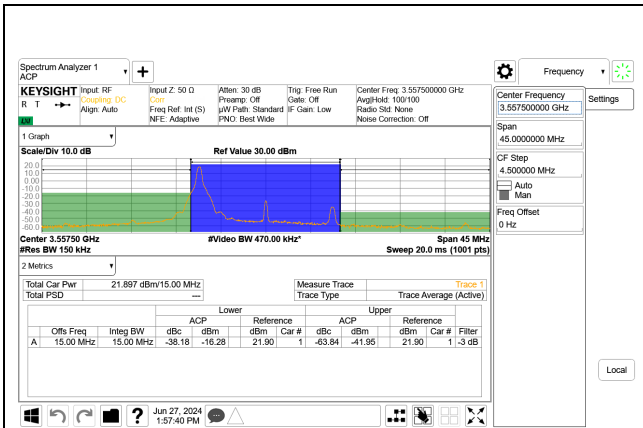 Spectrum Analyzer 1
ACP
Frequency
KEYSIGHT
R T
LXI
Input: RF
Coupling: DC
Align: Auto
Input Z: 50 Ω
Corr
Freq Ref: Int (S)
NFE: Adaptive
Atten: 30 dB
Preamp: Off
µW Path: Standard
PNO: Best Wide
Trig: Free Run
Gate: Off
IF Gain: Low
Center Freq: 3.557500000 GHz
Avg|Hold: 100/100
Radio Std: None
Noise Correction: Off
Center Frequency
3.557500000 GHz
Settings
Span
45.0000000 MHz
CF Step
4.500000 MHz
Auto
Man
Freq Offset
0 Hz
Local
1 Graph
Scale/Div 10.0 dB
Ref Value 30.00 dBm
20.0
10.0
0.00
-10.0
-20.0
-30.0
-40.0
-50.0
-60.0
Center 3.55750 GHz
#Video BW 470.00 kHz*
Span 45 MHz
#Res BW 150 kHz
Sweep 20.0 ms (1001 pts)
2 Metrics
Total Car Pwr 21.897 dBm/15.00 MHz
Total PSD ---
Measure Trace Trace 1
Trace Type Trace Average (Active)
Lower Upper
ACP Reference ACP Reference
Offs Freq Integ BW dBc dBm dBm Car # dBc dBm dBm Car # Filter
A 15.00 MHz 15.00 MHz -38.18 -16.28 21.90 1 -63.84 -41.95 21.90 1 -3 dB
?
Jun 27, 2024
1:57:40 PM